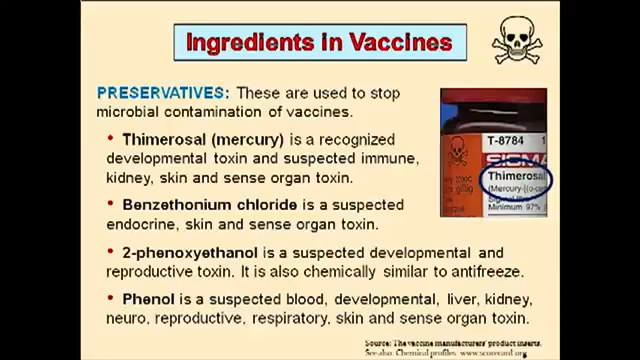 Ingredients in Vaccines
PRESERVATIVES: These are used to stop
microbial contamination of vaccines.
• Thimerosal (mercury) is a recognized
developmental toxin and suspected immune,
kidney, skin and sense organ toxin.
• Benzethonium chloride is a suspected
endocrine, skin and sense organ toxin.
• 2-phenoxyethanol is a suspected developmental and
reproductive toxin. It is also chemically similar to antifreeze.
• Phenol is a suspected blood, developmental, liver, kidney,
neuro, reproductive, respiratory, skin and sense organ toxin.
T-8784 1
SIGMA
Thimerosal
(Mercury-[(o-
Minimum 97%
Source: The vaccine manufacturers' product inserts.
See also: Chemical profiles: www.scorecard.org